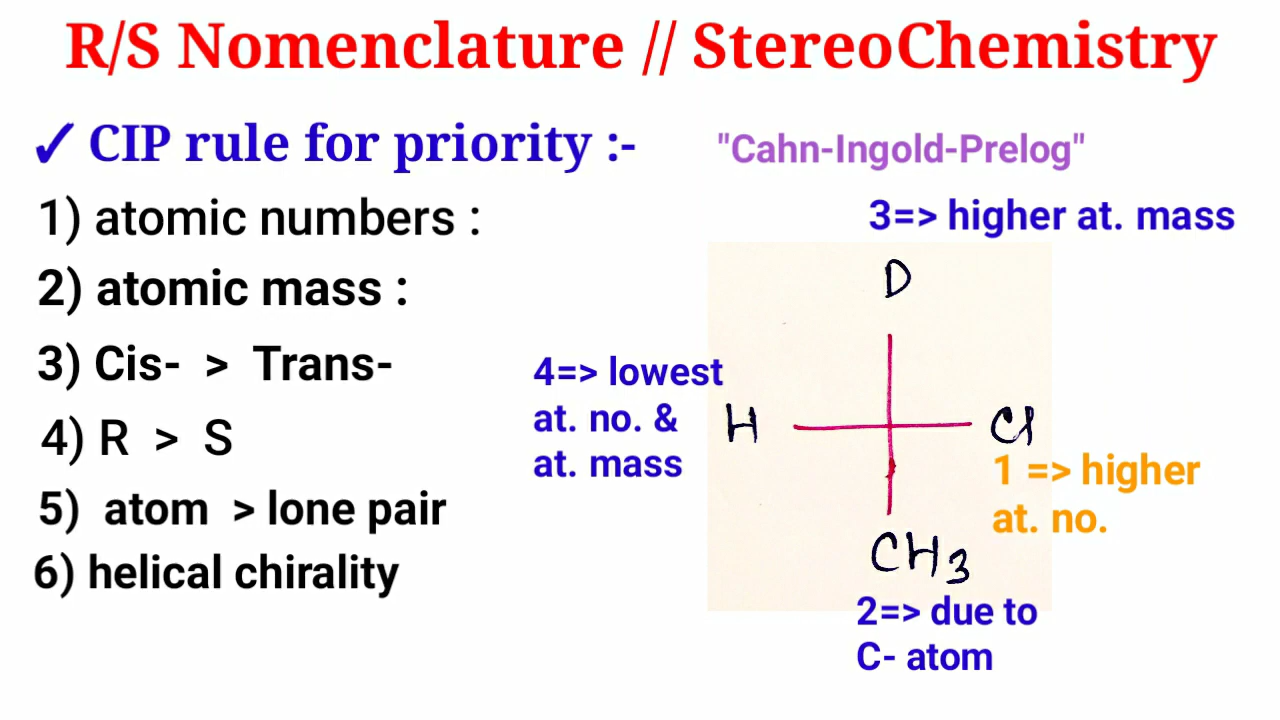 R/S Nomenclature // StereoChemistry
✓ CIP rule for priority :-
"Cahn-Ingold-Prelog"
1) atomic numbers :
2) atomic mass :
3) Cis- > Trans-
4) R > S
5) atom > lone pair
6) helical chirality
3=> higher at. mass
D
4=> lowest
at. no. &
at. mass
H
Cl
1 => higher
at. no.
CH3
2=> due to
C- atom